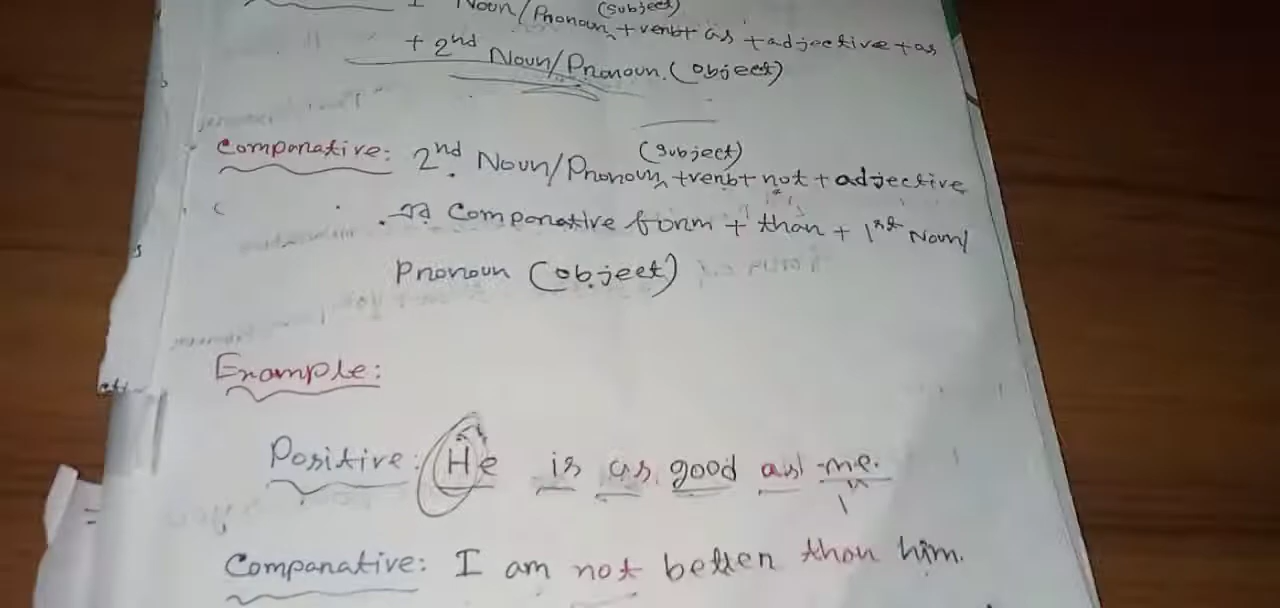 Noun/Pronoun (subject) + verb + as + adjective + as
+ 2nd Noun/Pronoun. (object)
Comparative: 2nd Noun/Pronoun (subject) + verb + not + adjective
এর Comparative form + than + 1st Noun/
Pronoun (object)
Example:
Positive: He is as good as me.
Comparative: I am not better than him.